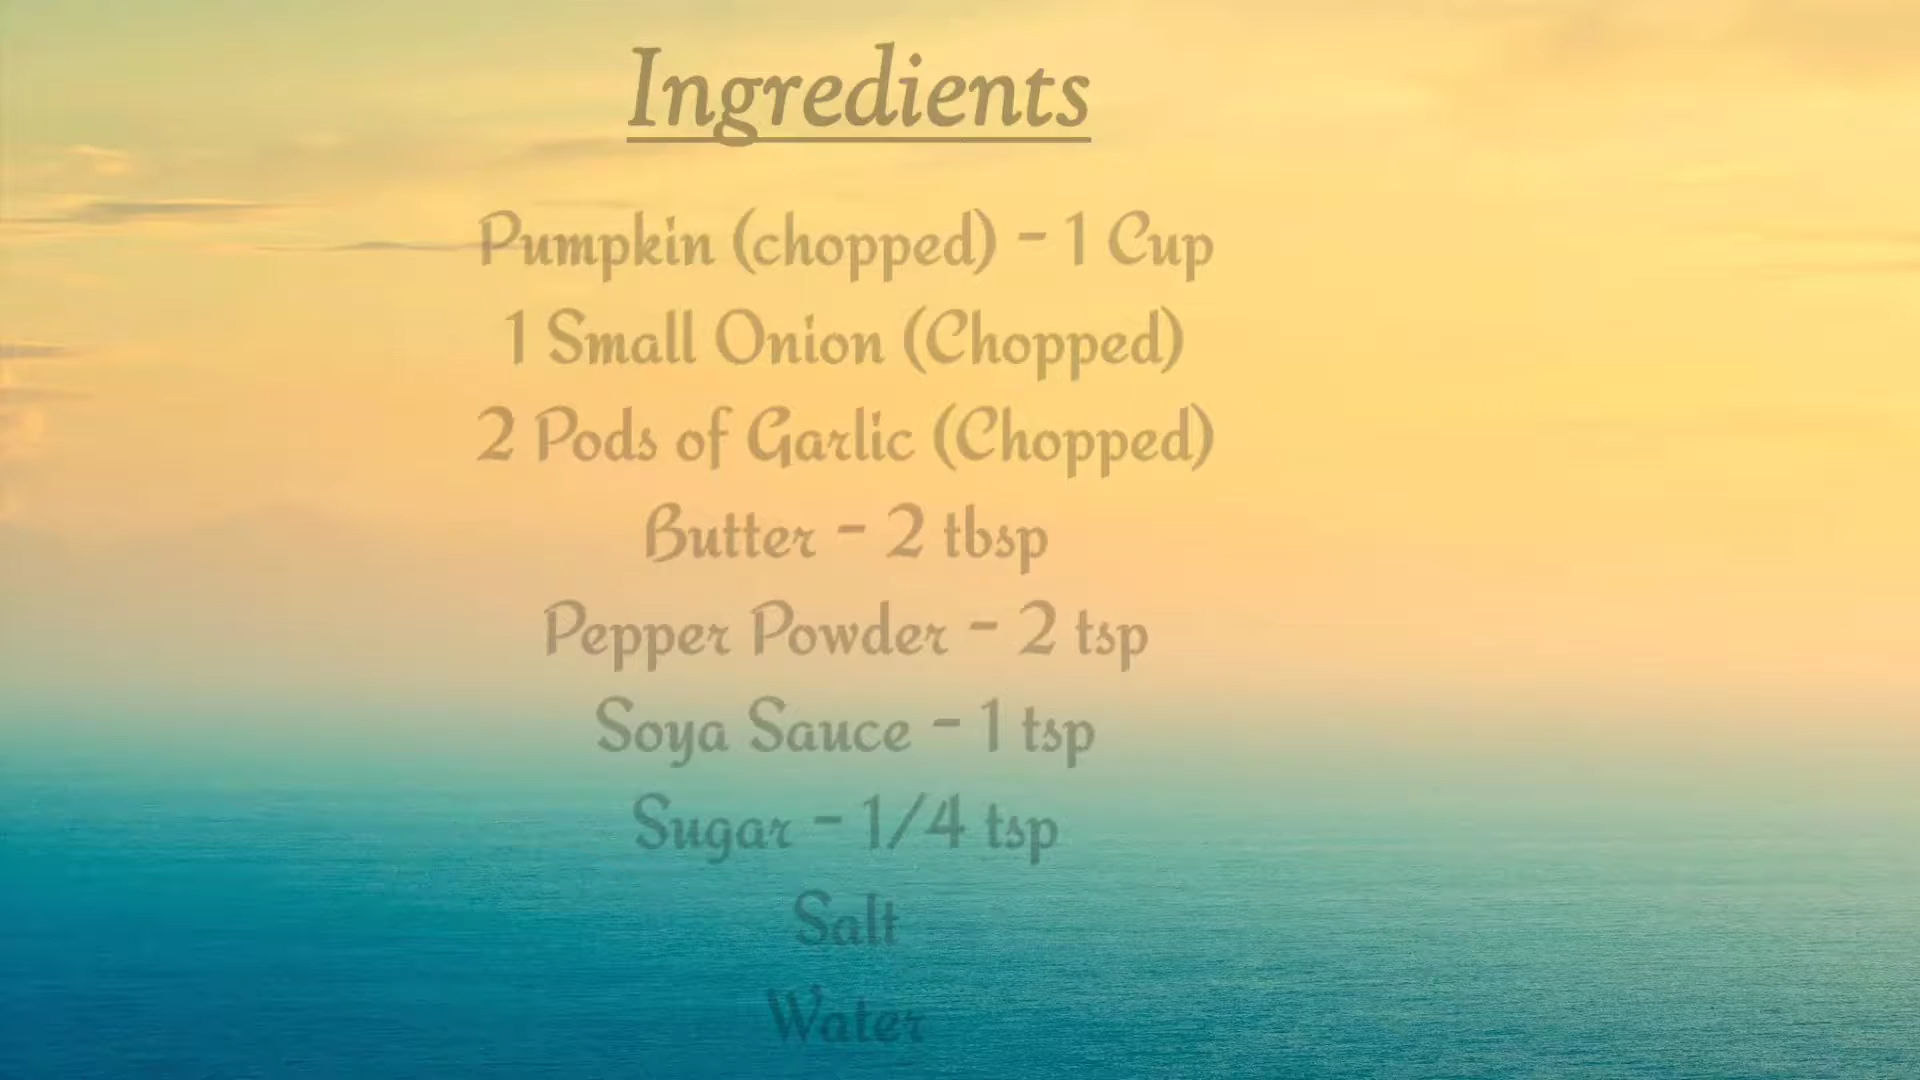 Ingredients
Pumpkin (chopped) - 1 Cup
1 Small Onion (Chopped)
2 Pods of Garlic (Chopped)
Butter - 2 tbsp
Pepper Powder - 2 tsp
Soya Sauce - 1 tsp
Sugar - 1/4 tsp
Salt
Water